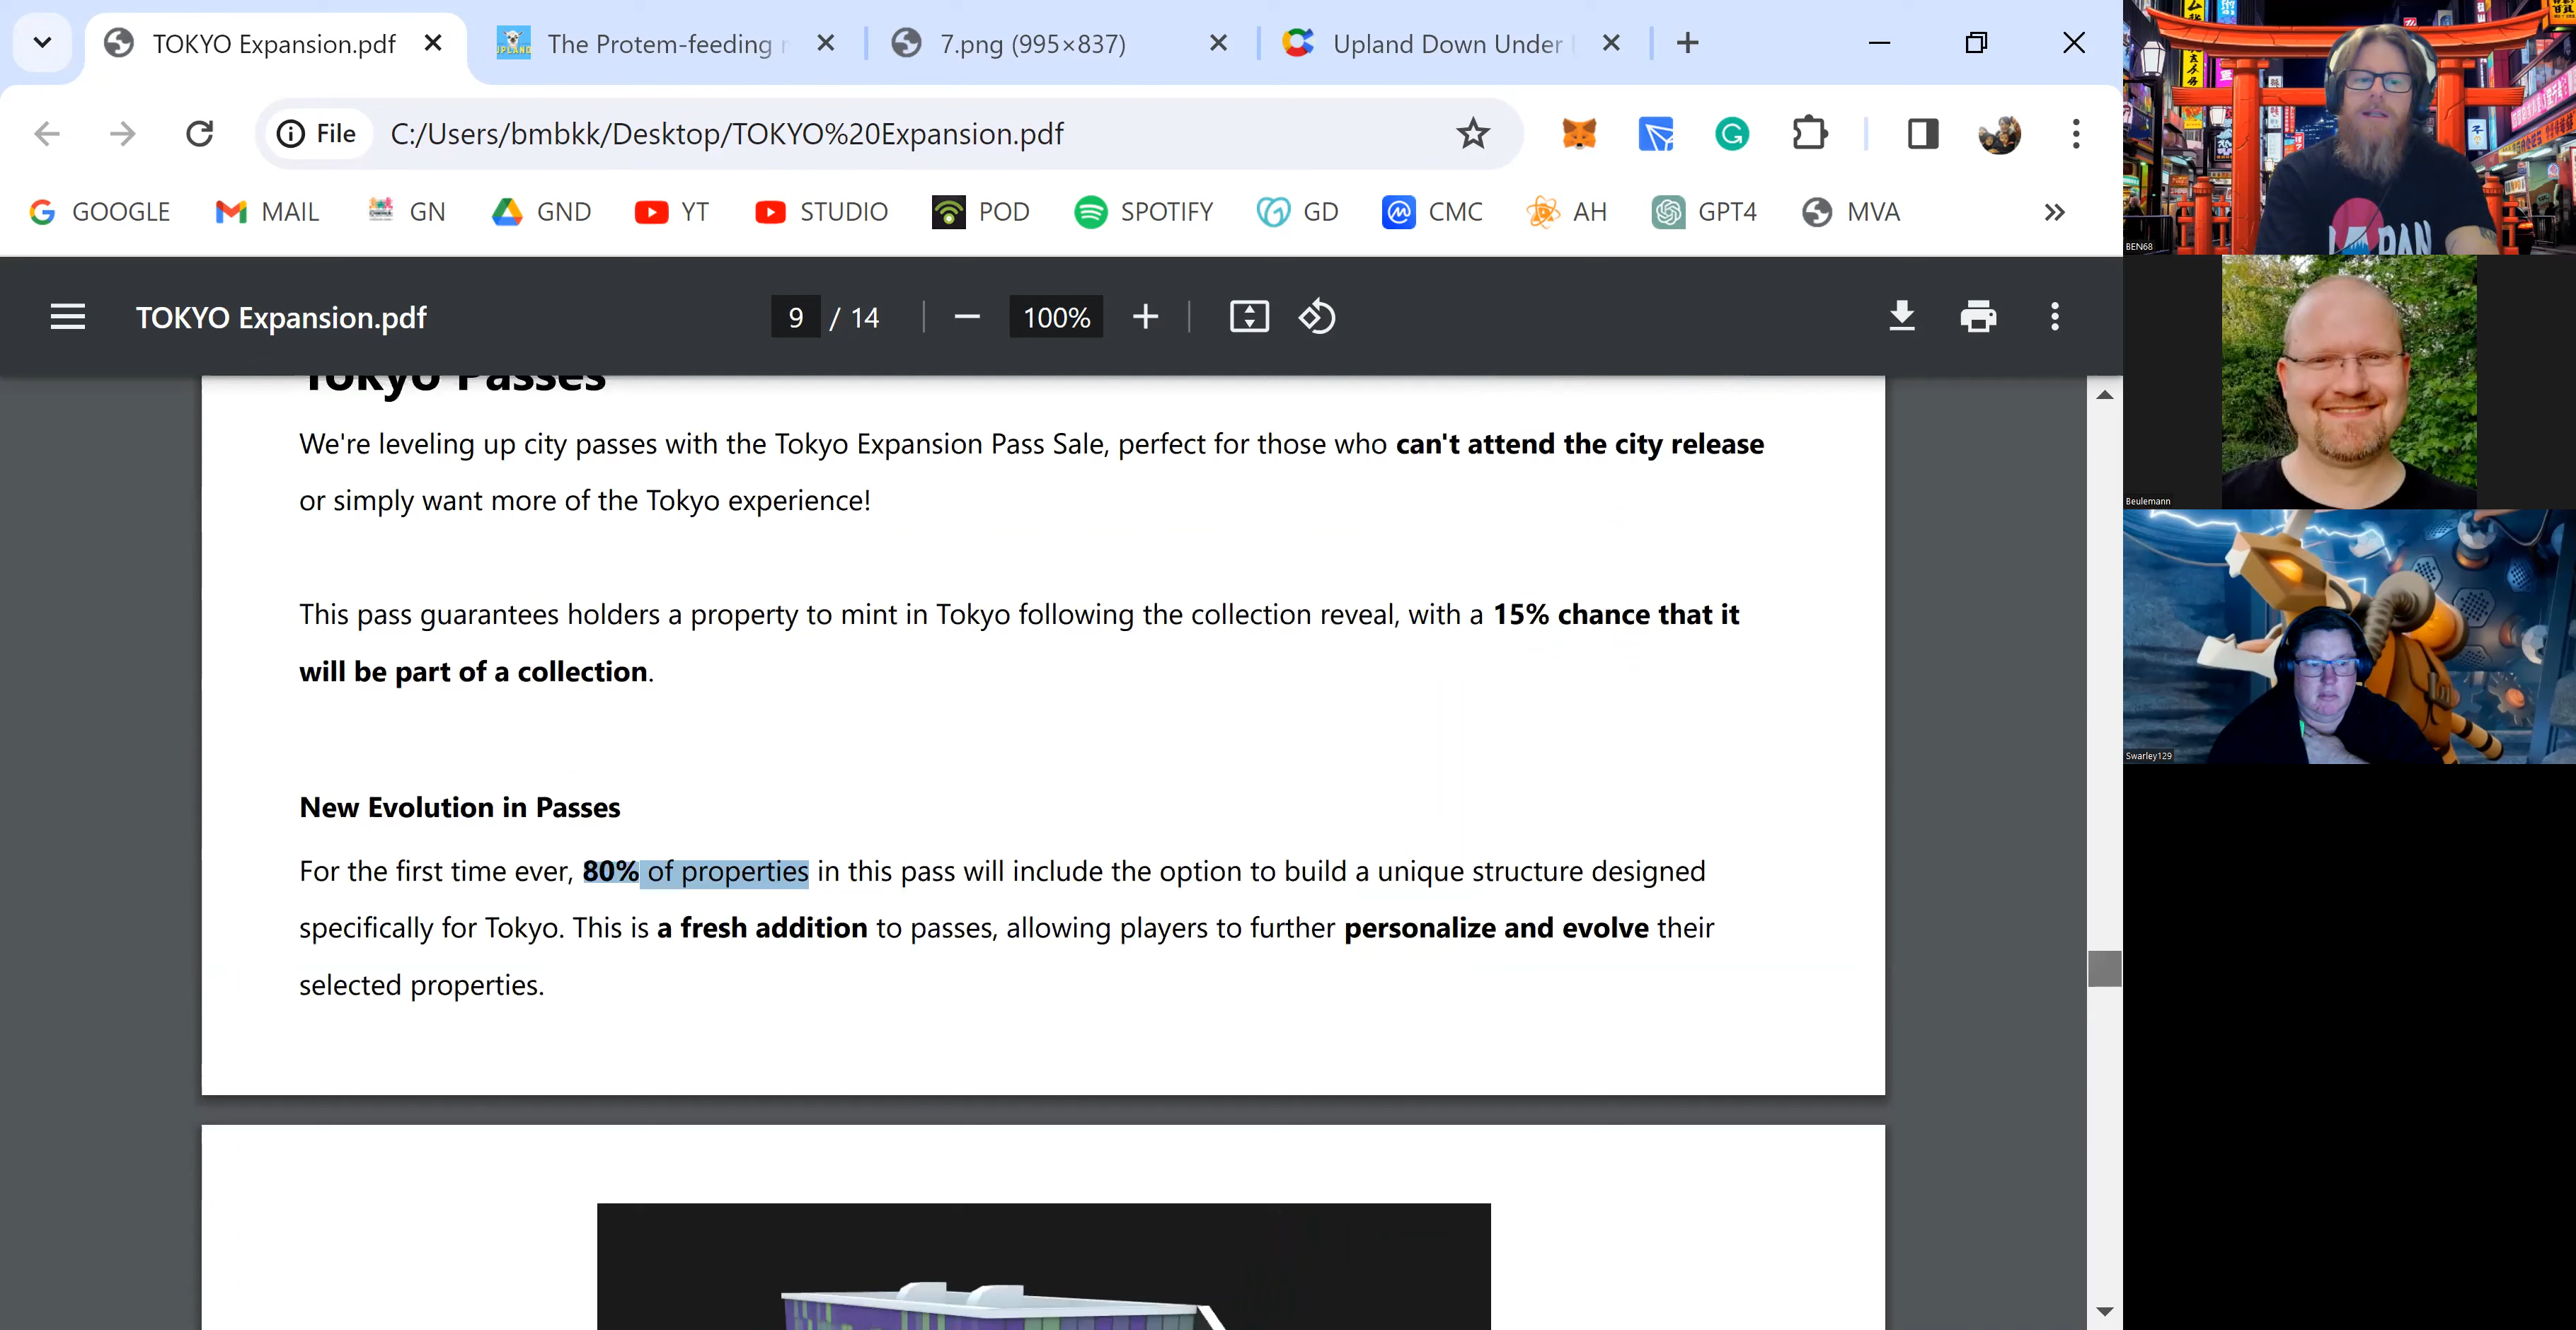 TOKYO Expansion.pdf
The Protem-feeding
7.png (995×837)
Upland Down Under
File
C:/Users/bmbkk/Desktop/TOKYO%20Expansion.pdf
GOOGLE
MAIL
GN
GND
YT
STUDIO
POD
SPOTIFY
GD
CMC
AH
GPT4
MVA
TOKYO Expansion.pdf
9 / 14
100%
Tokyo Passes
We're leveling up city passes with the Tokyo Expansion Pass Sale, perfect for those who can't attend the city release
or simply want more of the Tokyo experience!
This pass guarantees holders a property to mint in Tokyo following the collection reveal, with a 15% chance that it
will be part of a collection.
New Evolution in Passes
For the first time ever, 80% of properties in this pass will include the option to build a unique structure designed
specifically for Tokyo. This is a fresh addition to passes, allowing players to further personalize and evolve their
selected properties.
BEN68
Beulemann
Swarley129